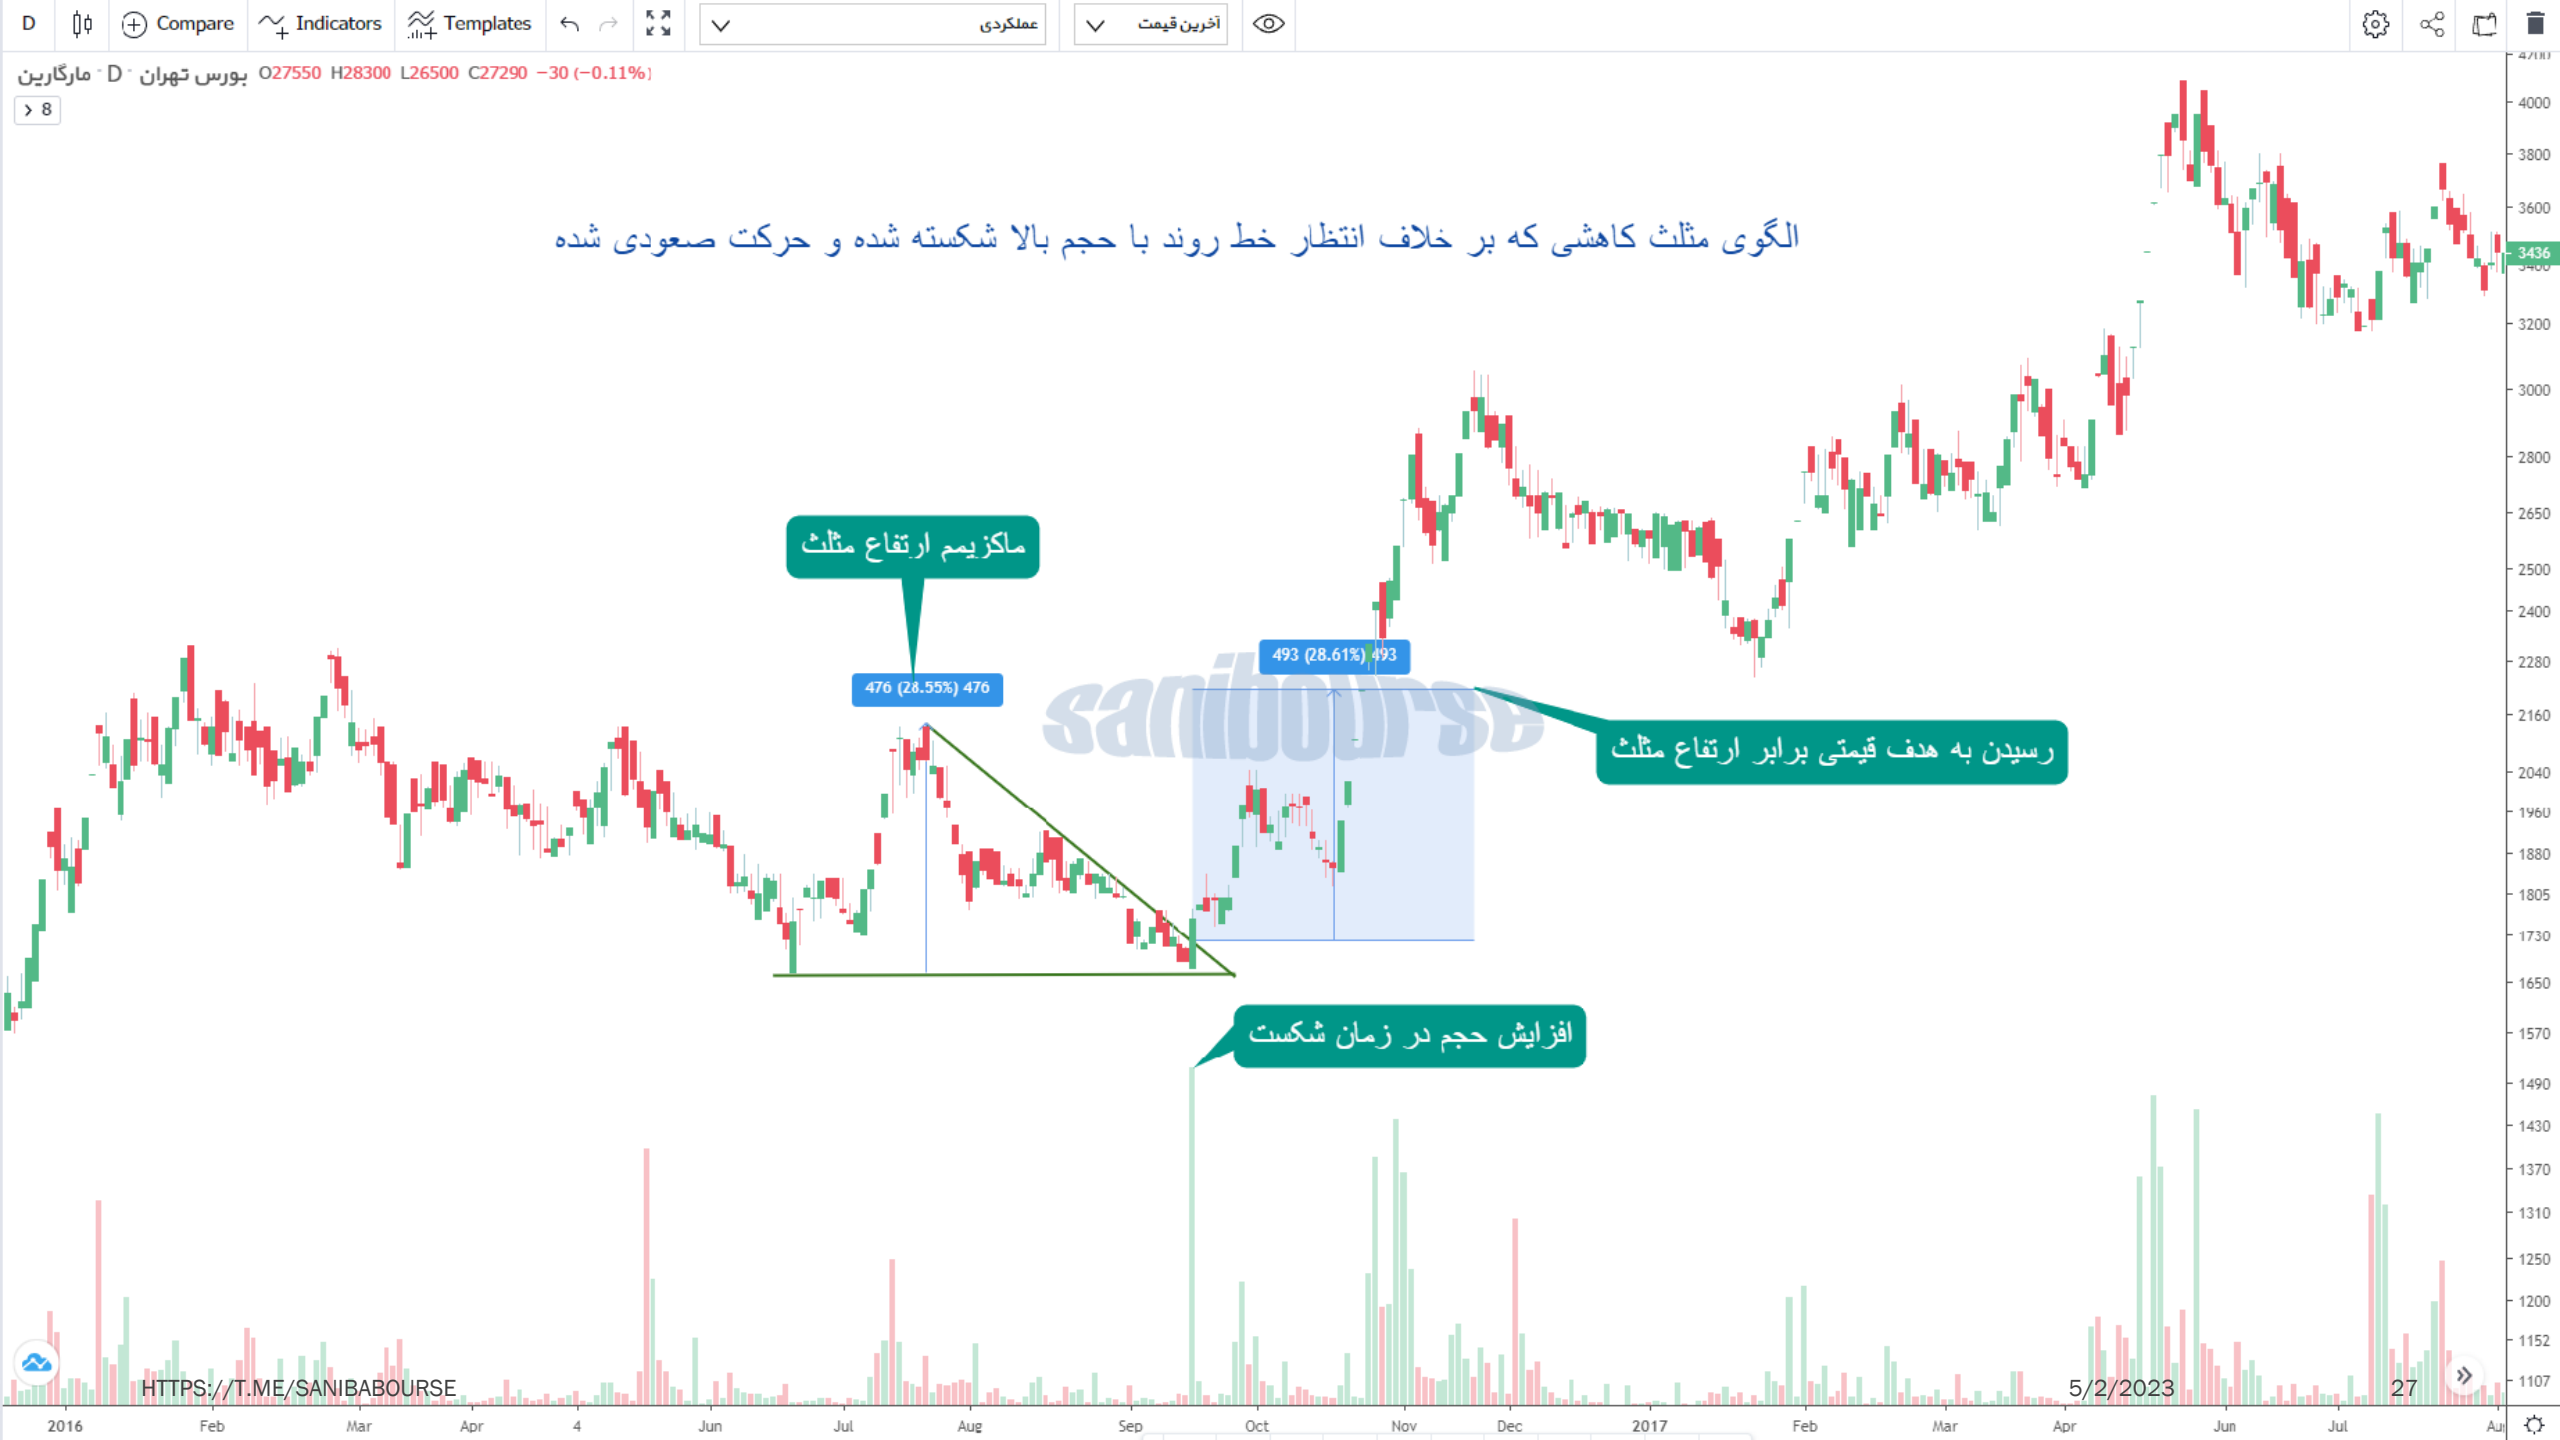 D Compare Indicators Templates عملکردی آخرین قیمت
مارگارین - D - بورس تهران O27550 H28300 L26500 C27290 −30 (−0.11%)
8
الگوی مثلث کاهشی که بر خلاف انتظار خط روند با حجم بالا شکسته شده و حرکت صعودی شده
ماکزیمم ارتفاع مثلث
476 (28.55%) 476
493 (28.61%) 493
sanibourse
رسیدن به هدف قیمتی برابر ارتفاع مثلث
افزایش حجم در زمان شکست
4200
4000
3800
3600
3436
3400
3200
3000
2800
2650
2500
2400
2280
2160
2040
1960
1880
1805
1730
1650
1570
1490
1430
1370
1310
1250
1200
1152
1107
HTTPS://T.ME/SANIBABOURSE 5/2/2023 27
2016 Feb Mar Apr 4 Jun Jul Aug Sep Oct Nov Dec 2017 Feb Mar Apr Jun Jul Au